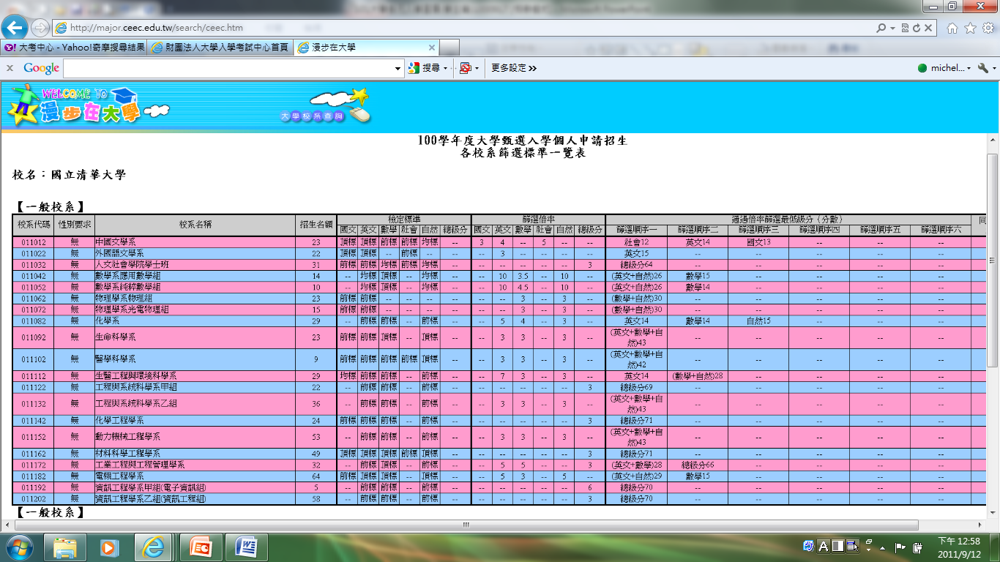 http://major.ceec.edu.tw/search/ceec.htm
大考中心 - Yahoo!奇摩搜尋結果 財團法人大學入學考試中心首頁 漫步在大學
Google 搜尋 更多設定 michel...
WELCOME TO
漫步在大學
大學校系查詢
100學年度大學甄選入學個人申請招生
各校系篩選標準一覽表
校名：國立清華大學
【一般校系】
校系代碼 性別要求 校系名稱 招生名額 檢定標準 篩選倍率 通過倍率篩選最低級分（分數）
國文 英文 數學 社會 自然 總級分 國文 英文 數學 社會 自然 總級分 篩選順序一 篩選順序二 篩選順序三 篩選順序四 篩選順序五 篩選順序六
011012 無 中國文學系 23 頂標 頂標 前標 前標 均標 -- 3 4 -- 5 -- -- 社會12 英文14 國文13 -- -- --
011022 無 外國語文學系 22 頂標 頂標 -- 前標 -- -- -- 3 -- -- -- -- 英文15 -- -- -- -- --
011032 無 人文社會學院學士班 31 前標 前標 均標 前標 均標 -- -- -- -- -- -- 3 總級分64 -- -- -- -- --
011042 無 數學系應用數學組 14 -- 均標 頂標 -- 均標 -- -- 10 3.5 -- 10 -- (英文+自然)26 數學15 -- -- -- --
011052 無 數學系純粹數學組 10 -- 均標 頂標 -- 均標 -- -- 10 4.5 -- 10 -- (英文+自然)26 數學14 -- -- -- --
011062 無 物理學系物理組 23 前標 前標 -- -- -- -- -- -- 3 -- 3 -- (數學+自然)30 -- -- -- -- --
011072 無 物理學系光電物理組 15 前標 前標 -- -- -- -- -- -- 3 -- 3 -- (數學+自然)30 -- -- -- -- --
011082 無 化學系 29 -- 前標 前標 -- 前標 -- -- 5 4 -- 3 -- 英文14 數學14 自然15 -- -- --
011092 無 生命科學系 23 前標 前標 頂標 -- 頂標 -- -- 3 3 -- 3 -- (英文+數學+自然)43 -- -- -- -- --
011102 無 醫學科學系 9 前標 前標 前標 前標 頂標 -- -- 3 3 -- 3 -- (英文+數學+自然)42 -- -- -- -- --
011112 無 生醫工程與環境科學系 29 均標 前標 前標 -- 前標 -- -- 7 3 -- 3 -- 英文14 (數學+自然)28 -- -- -- --
011122 無 工程與系統科學系甲組 22 -- 前標 前標 -- 前標 -- -- -- -- -- -- 3 總級分69 -- -- -- -- --
011132 無 工程與系統科學系乙組 36 -- 前標 前標 -- 前標 -- -- 3 3 -- 3 -- (英文+數學+自然)43 -- -- -- -- --
011142 無 化學工程學系 24 前標 前標 前標 -- 前標 -- -- -- -- -- -- 3 總級分71 -- -- -- -- --
011152 無 動力機械工程學系 53 -- 前標 前標 -- 前標 -- -- 3 3 -- 3 -- (英文+數學+自然)43 -- -- -- -- --
011162 無 材料科學工程學系 49 頂標 頂標 頂標 前標 頂標 -- -- -- -- -- -- 3 總級分71 -- -- -- -- --
011172 無 工業工程與工程管理學系 32 -- 前標 頂標 -- 前標 -- -- 5 5 -- -- 3 (英文+數學)28 總級分66 -- -- -- --
011182 無 電機工程學系 64 前標 頂標 頂標 -- 頂標 -- -- 5 3 -- 5 -- (英文+自然)29 數學15 -- -- -- --
011192 無 資訊工程學系甲組(電子資訊組) 5 -- 前標 前標 -- 前標 -- -- -- -- -- -- 6 總級分70 -- -- -- -- --
011202 無 資訊工程學系乙組(資訊工程組) 58 -- 前標 前標 前標 前標 -- -- -- -- -- -- 3 總級分70 -- -- -- -- --
【一般校系】
下午 12:58
2011/9/12